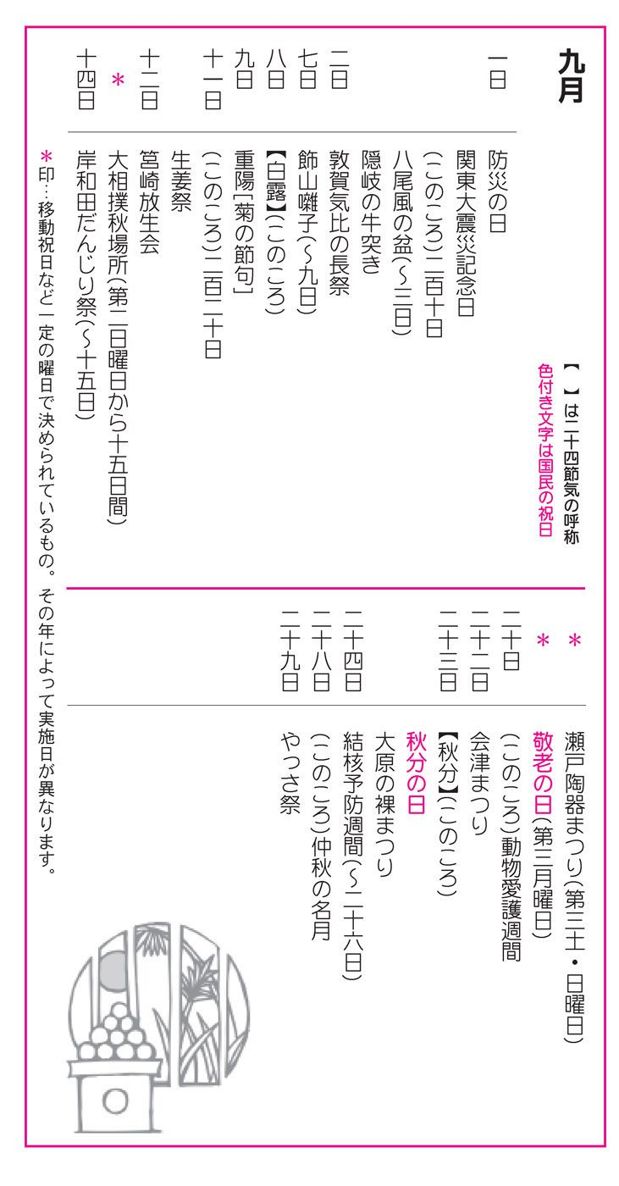 九月
【　】は二十四節気の呼称
色付き文字は国民の祝日
一日 防災の日
関東大震災記念日
(このころ)二百十日
八尾風の盆(〜三日)
隠岐の牛突き
二日 敦賀気比の長祭
七日 飾山囃子(〜九日)
八日 【白露】(このころ)
九日 重陽[菊の節句]
十一日 (このころ)二百二十日
生姜祭
十二日 筥崎放生会
＊ 大相撲秋場所(第二日曜日から十五日間)
十四日 岸和田だんじり祭(〜十五日)
＊ 瀬戸陶器まつり(第三土・日曜日)
＊ 敬老の日(第三月曜日)
二十日 (このころ)動物愛護週間
二十二日 会津まつり
二十三日 【秋分】(このころ)
秋分の日
大原の裸まつり
二十四日 結核予防週間(〜二十六日)
二十八日 (このころ)仲秋の名月
二十九日 やっさ祭
＊印…移動祝日など一定の曜日で決められているもの。その年によって実施日が異なります。